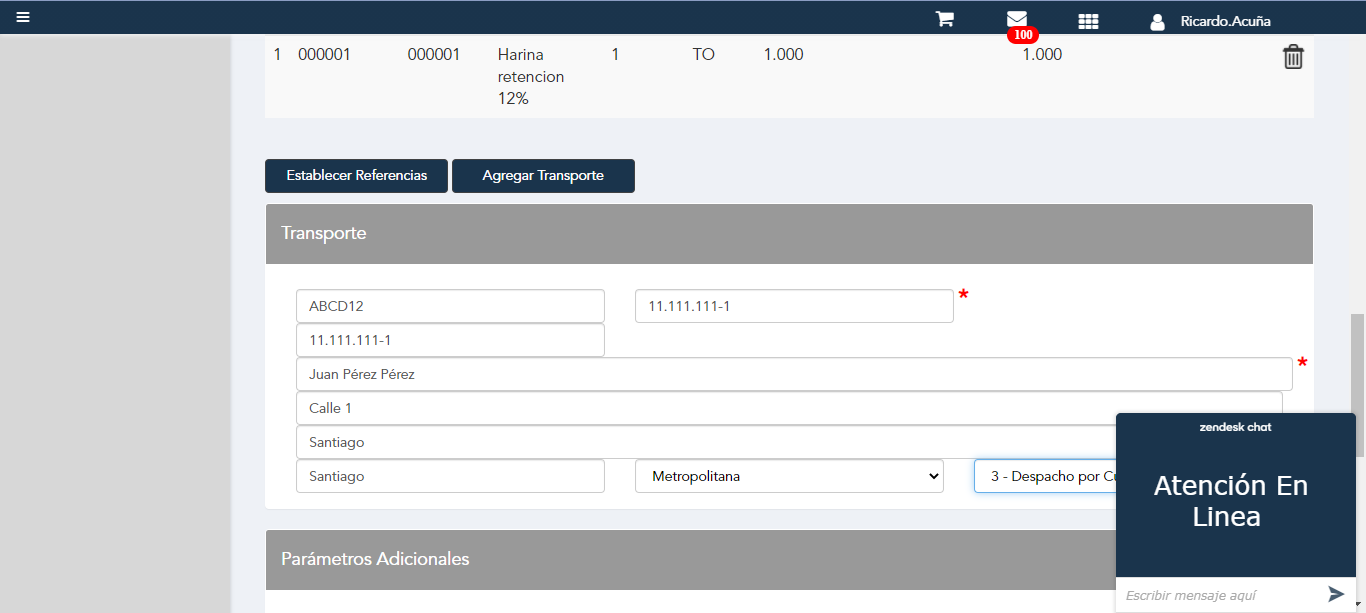 Ricardo.Acuña
100
1 000001 000001 Harina 1 TO 1.000 1.000
retencion
12%
Establecer Referencias Agregar Transporte
Transporte
ABCD12 11.111.111-1 *
11.111.111-1
Juan Pérez Pérez *
Calle 1
Santiago
Santiago Metropolitana 3 - Despacho por
Parámetros Adicionales
zendesk chat
Atención En
Linea
Escribir mensaje aquí